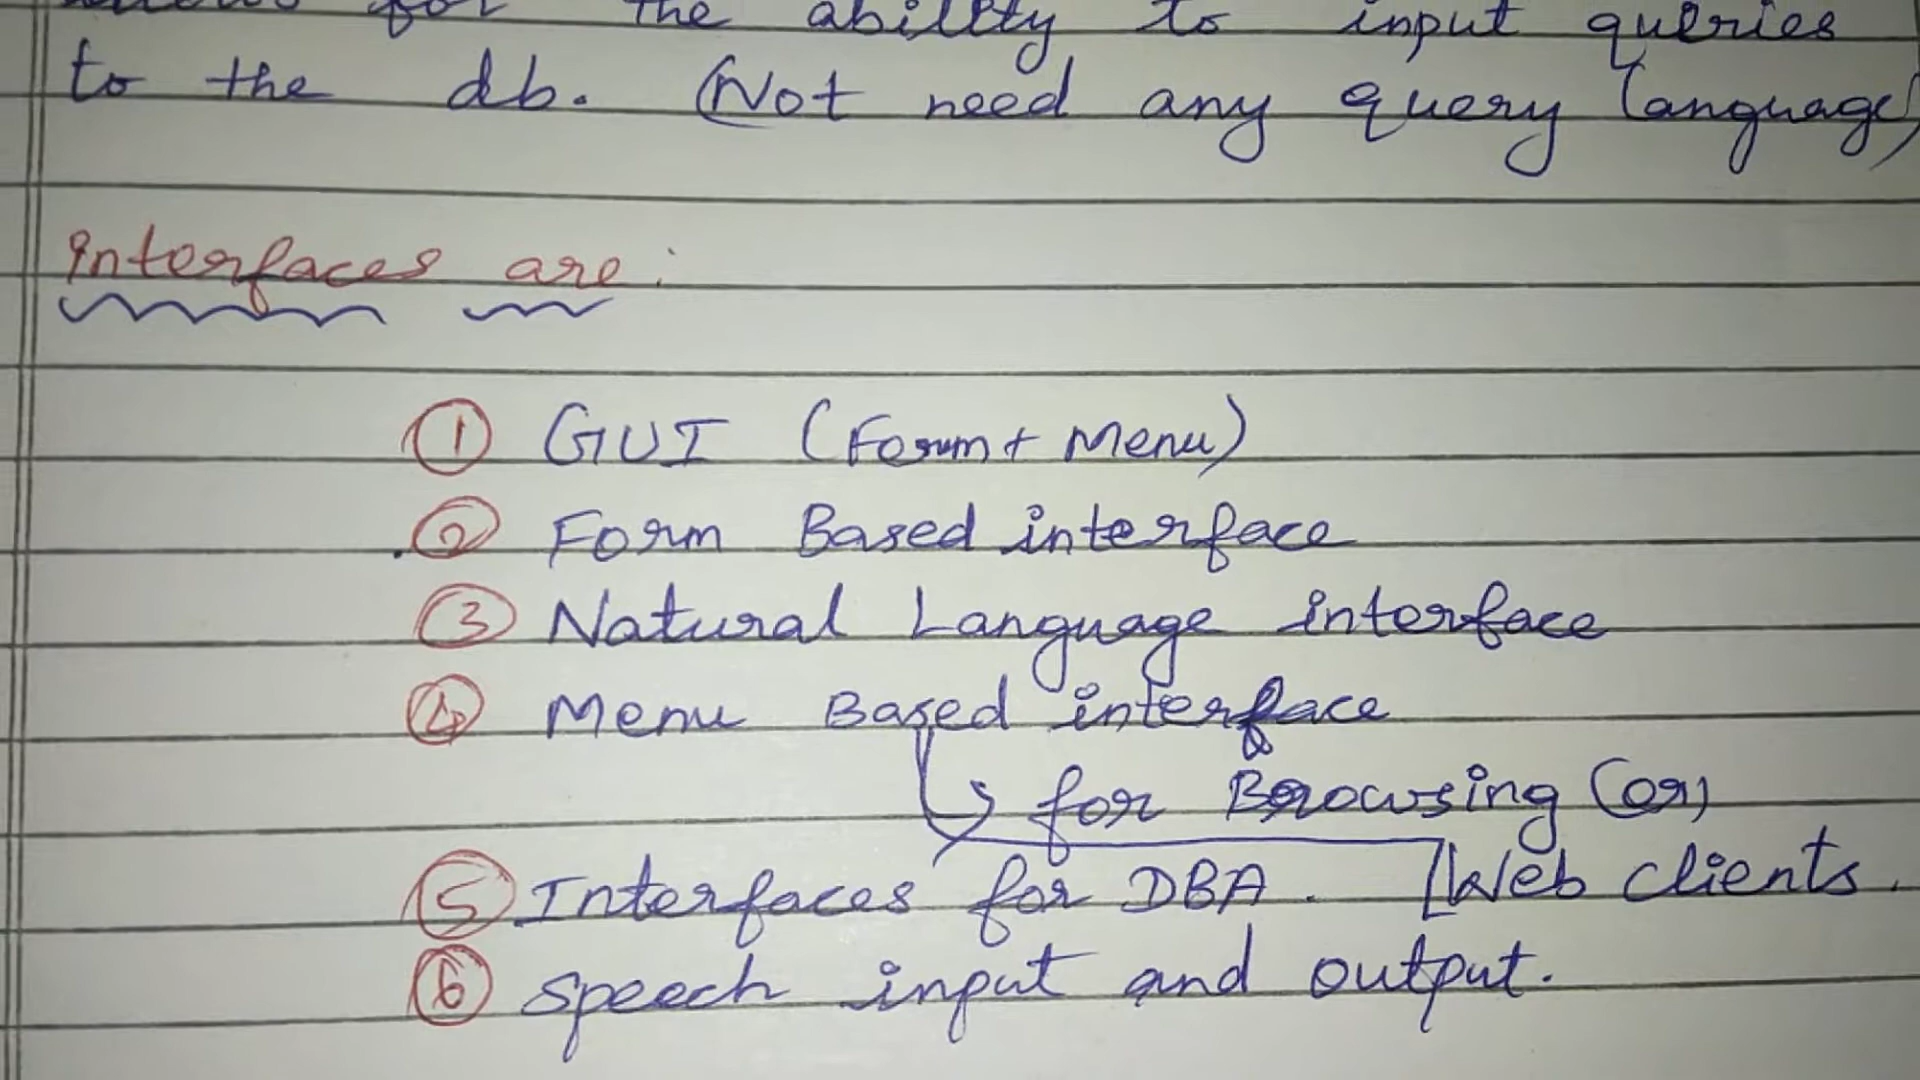 for the ability to input queries
to the db. (Not need any query language)
Interfaces are:
① GUI (Form + Menu)
② Form Based interface
③ Natural Language interface
④ Menu Based interface
↳ for Browsing (or)
⑤ Interfaces for DBA. [Web clients.
⑥ speech input and output.